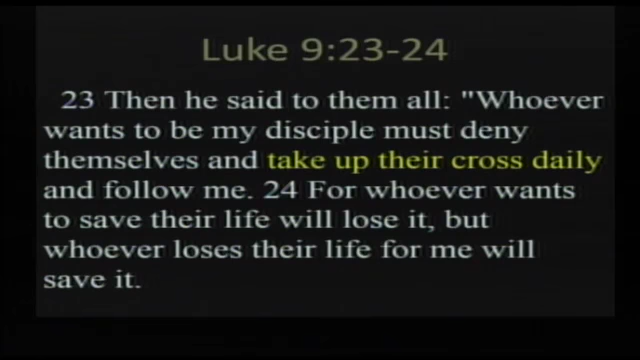 Luke 9:23-24
23 Then he said to them all: "Whoever
wants to be my disciple must deny
themselves and take up their cross daily
and follow me. 24 For whoever wants
to save their life will lose it, but
whoever loses their life for me will
save it.